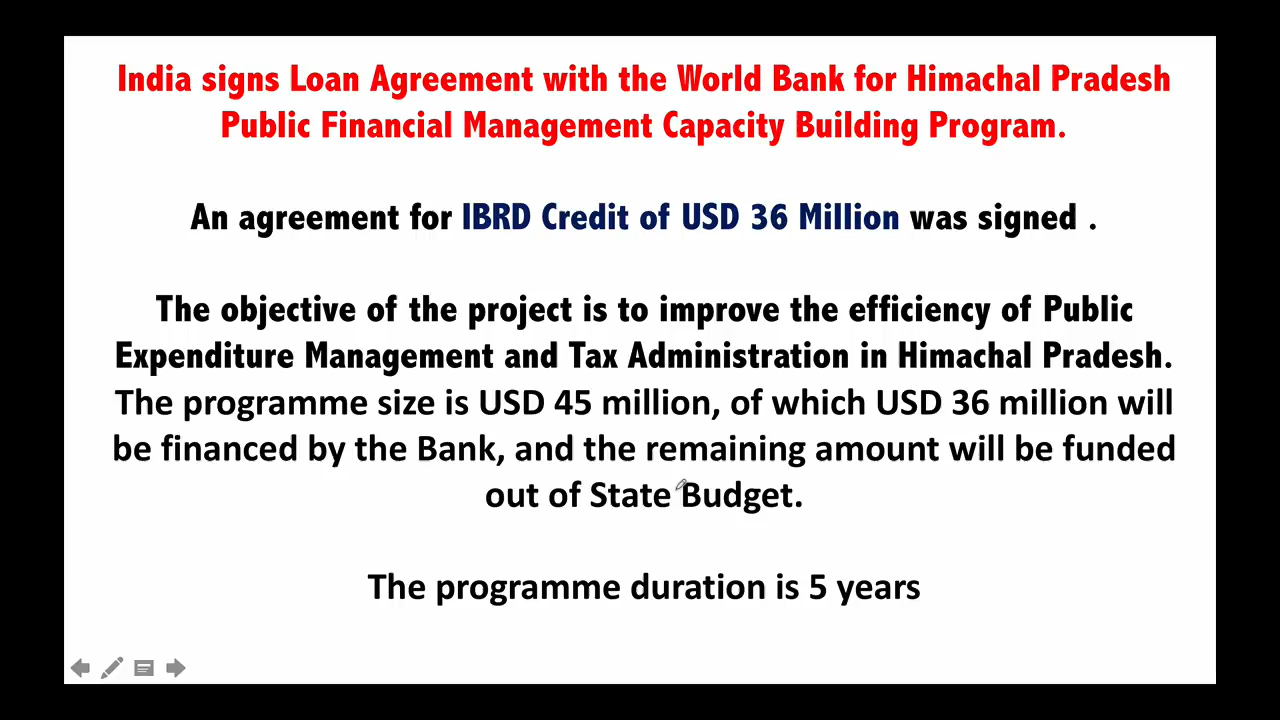 India signs Loan Agreement with the World Bank for Himachal Pradesh
Public Financial Management Capacity Building Program.
An agreement for IBRD Credit of USD 36 Million was signed .
The objective of the project is to improve the efficiency of Public
Expenditure Management and Tax Administration in Himachal Pradesh.
The programme size is USD 45 million, of which USD 36 million will
be financed by the Bank, and the remaining amount will be funded
out of State Budget.
The programme duration is 5 years